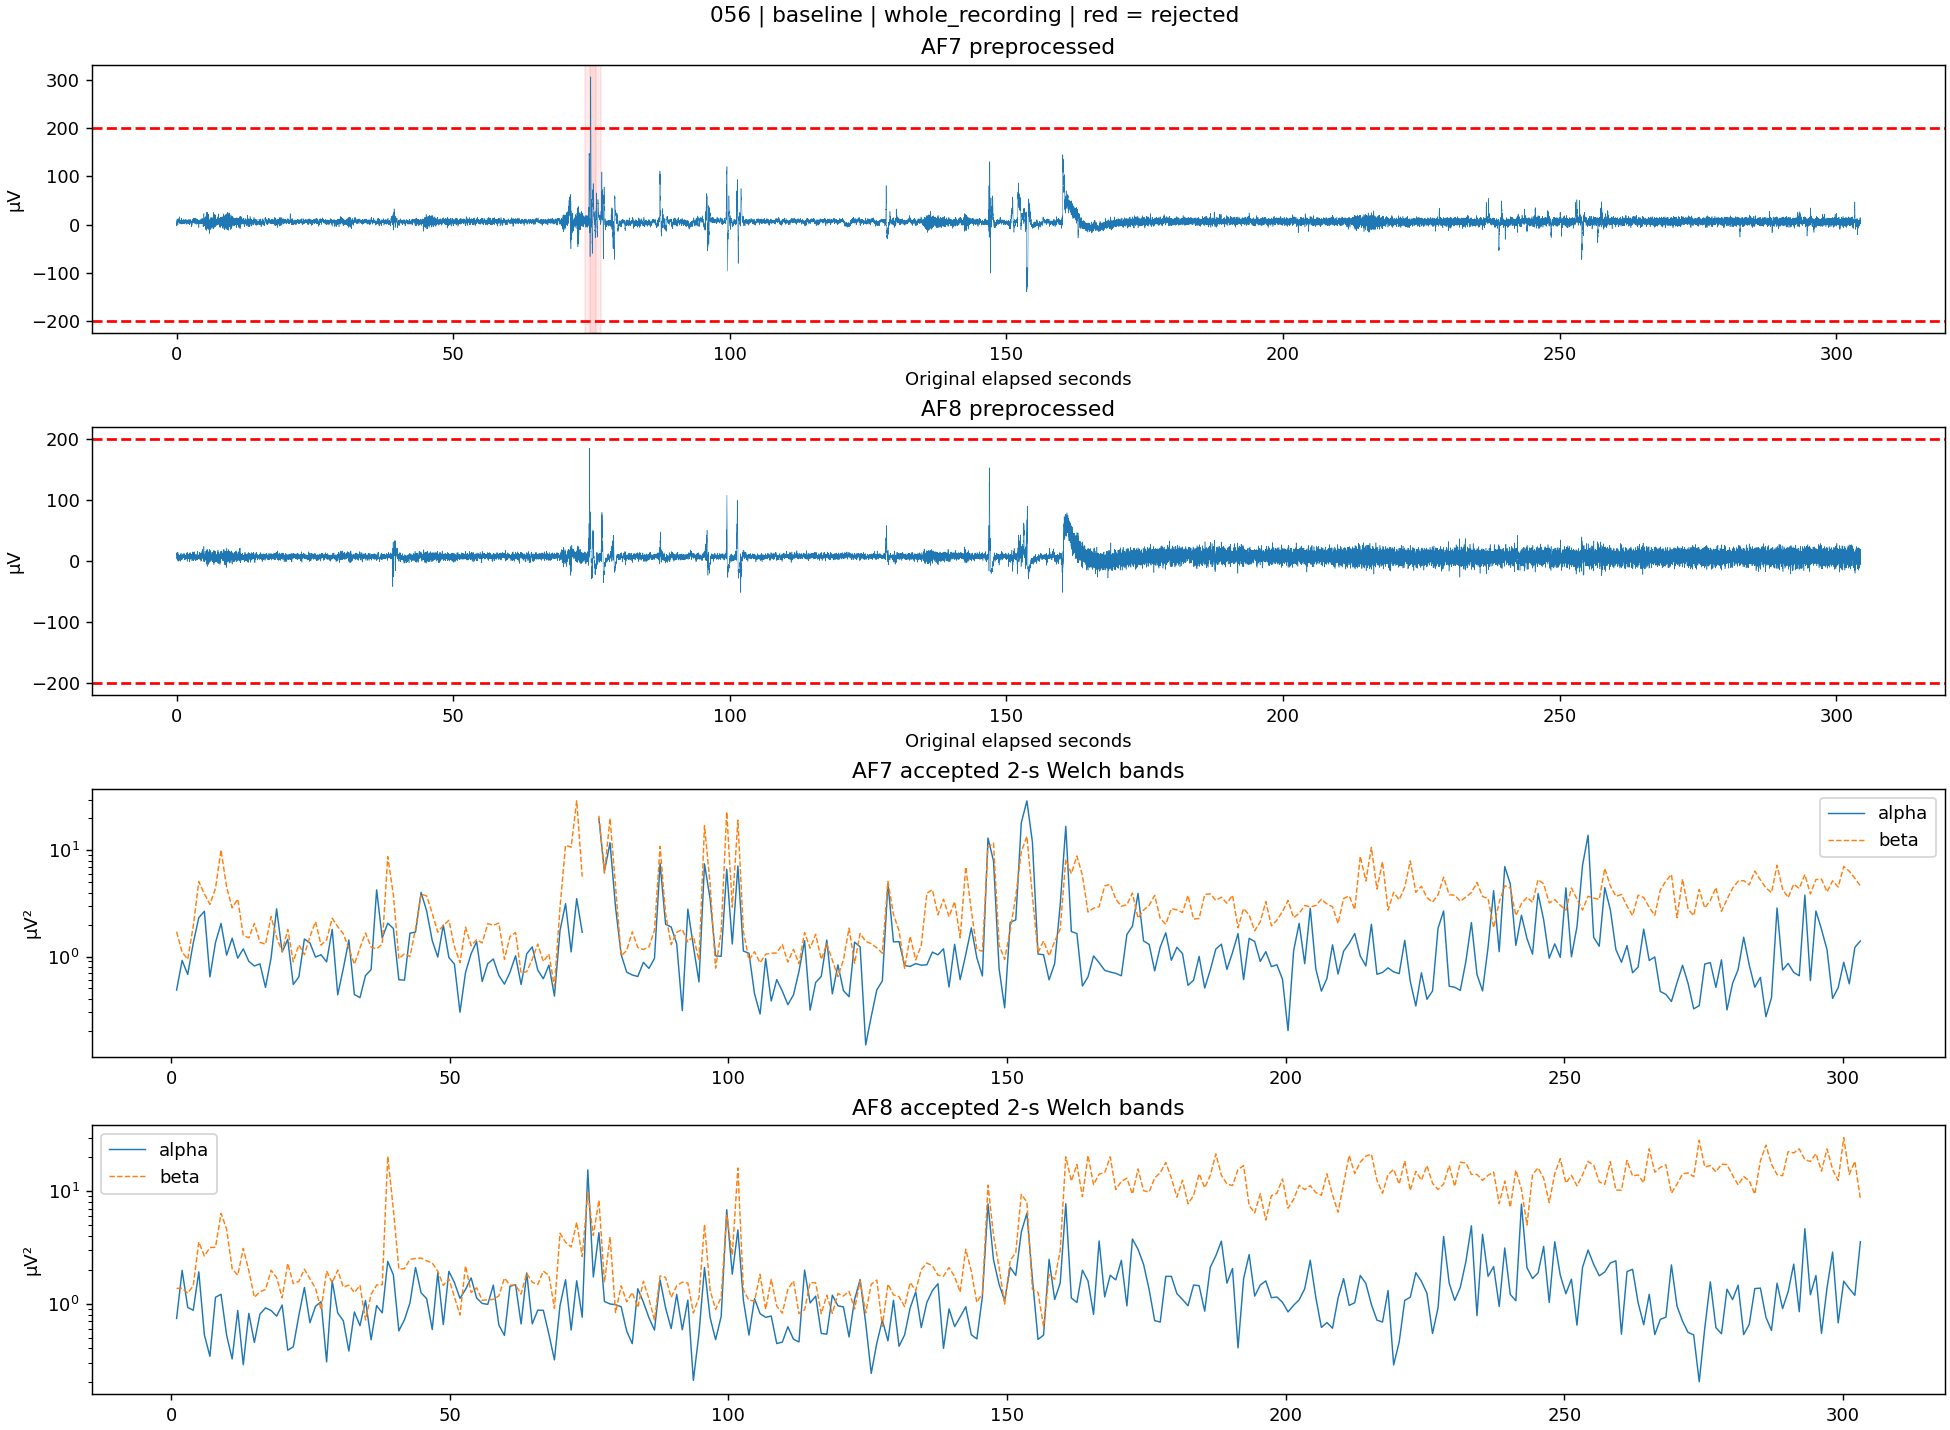 056 | baseline | whole_recording | red = rejected
AF7 preprocessed
300
200
100
0
−100
−200
µV
0 50 100 150 200 250 300
Original elapsed seconds
AF8 preprocessed
200
100
0
−100
−200
µV
0 50 100 150 200 250 300
Original elapsed seconds
AF7 accepted 2-s Welch bands
alpha
beta
10¹
10⁰
µV²
0 50 100 150 200 250 300
AF8 accepted 2-s Welch bands
alpha
beta
10¹
10⁰
µV²
0 50 100 150 200 250 300